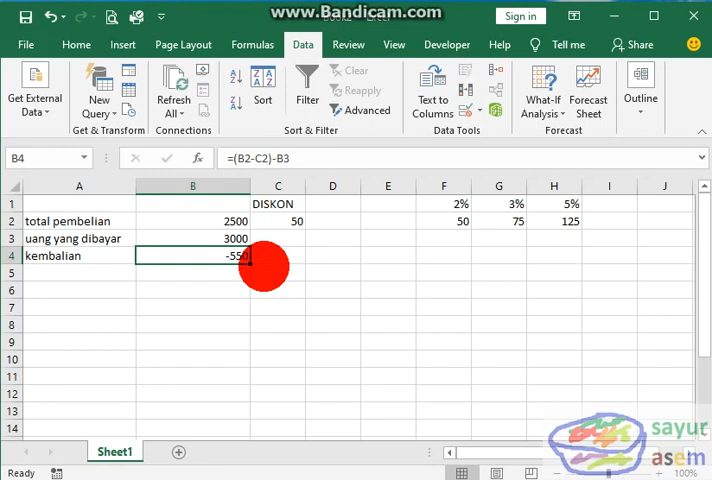 www.Bandicam.com
Sign in
File Home Insert Page Layout Formulas Data Review View Developer Help Tell me Share
Get External Data
New Query
Refresh All
Sort
Filter
Clear
Reapply
Advanced
Text to Columns
What-If Analysis
Forecast Sheet
Outline
Get & Transform Connections Sort & Filter Data Tools Forecast
B4 fx =(B2-C2)-B3
A B C D E F G H I J
1 DISKON 2% 3% 5%
2 total pembelian 2500 50 50 75 125
3 uang yang dibayar 3000
4 kembalian -550
5
6
7
8
9
10
11
12
13
14
sayur
asem
Sheet1
Ready 100%